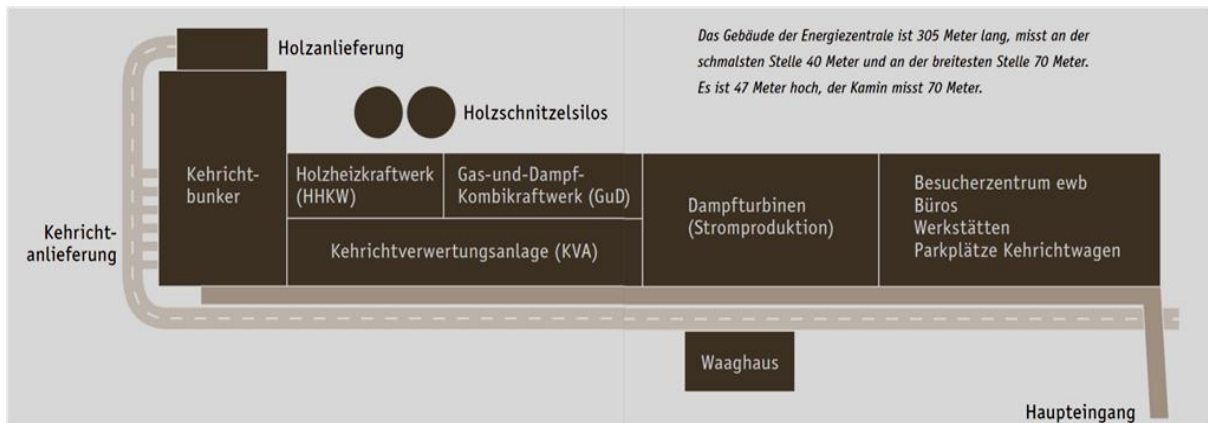 Holzanlieferung
Das Gebäude der Energiezentrale ist 305 Meter lang, misst an der
schmalsten Stelle 40 Meter und an der breitesten Stelle 70 Meter.
Es ist 47 Meter hoch, der Kamin misst 70 Meter.
Holzschnitzelsilos
Kehricht-
bunker
Holzheizkraftwerk
(HHKW)
Gas-und-Dampf-
Kombikraftwerk (GuD)
Dampfturbinen
(Stromproduktion)
Besucherzentrum ewb
Büros
Werkstätten
Parkplätze Kehrichtwagen
Kehricht-
anlieferung
Kehrichtverwertungsanlage (KVA)
Waaghaus
Haupteingang